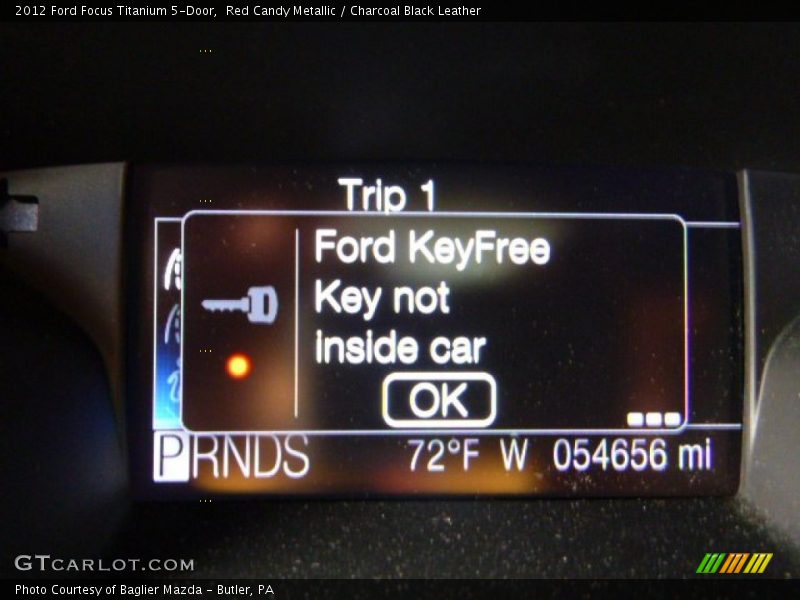 2012 Ford Focus Titanium 5-Door,  Red Candy Metallic / Charcoal Black Leather
Trip 1
Ford KeyFree
Key not
inside car
OK
PRNDS 72°F W 054656 mi
GTCARLOT.COM
Photo Courtesy of Baglier Mazda - Butler, PA